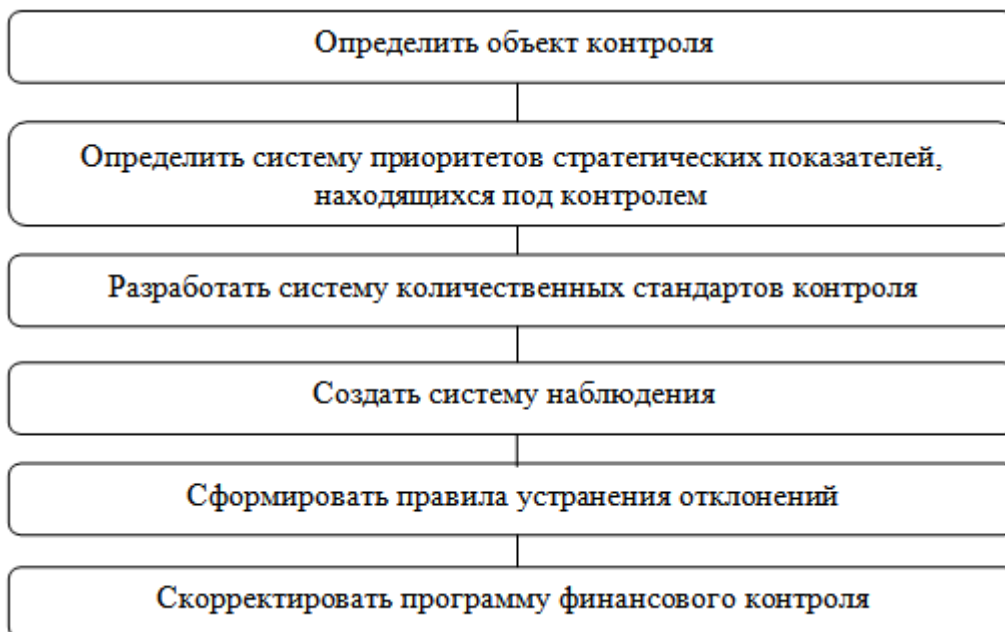 Определить объект контроля
Определить систему приоритетов стратегических показателей,
находящихся под контролем
Разработать систему количественных стандартов контроля
Создать систему наблюдения
Сформировать правила устранения отклонений
Скорректировать программу финансового контроля